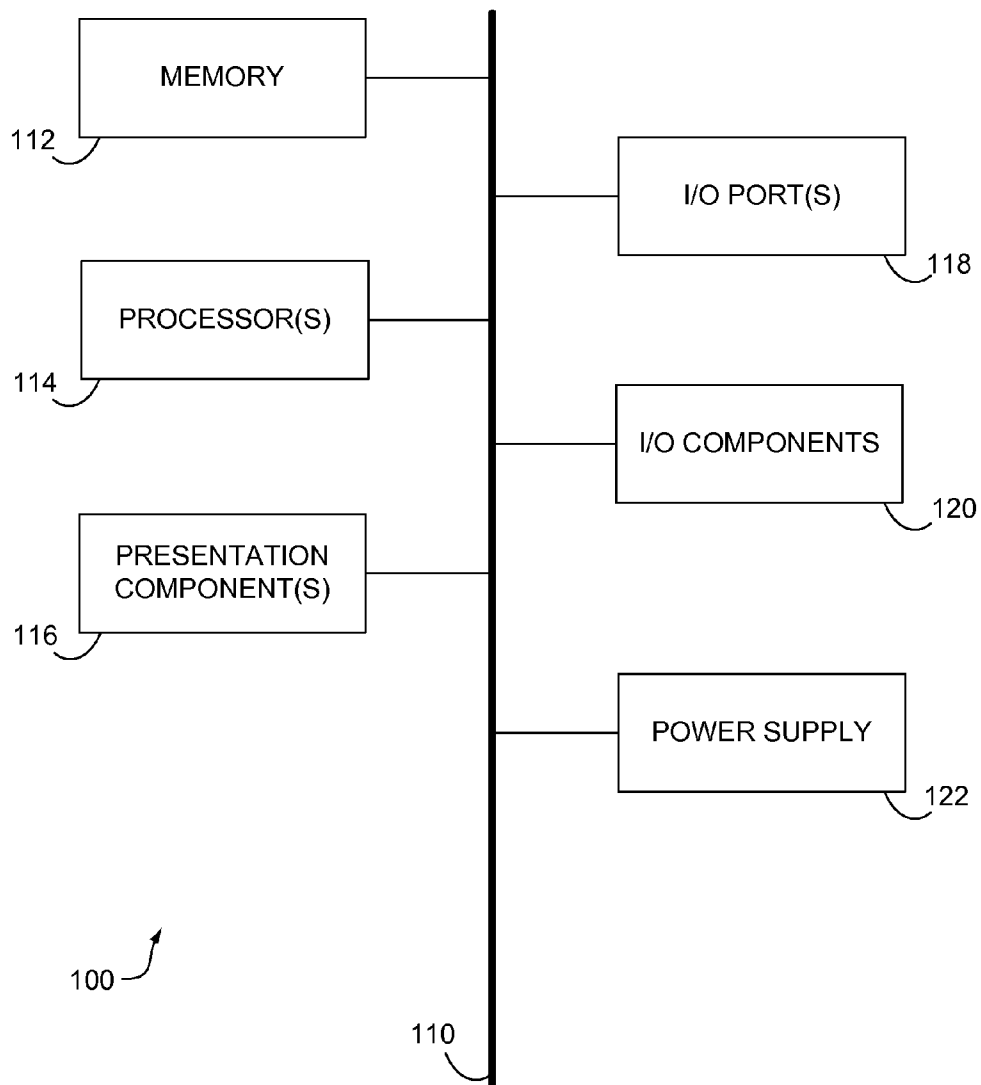 MEMORY
112
I/O PORT(S)
118
PROCESSOR(S)
114
I/O COMPONENTS
120
PRESENTATION
COMPONENT(S)
116
POWER SUPPLY
122
100
110